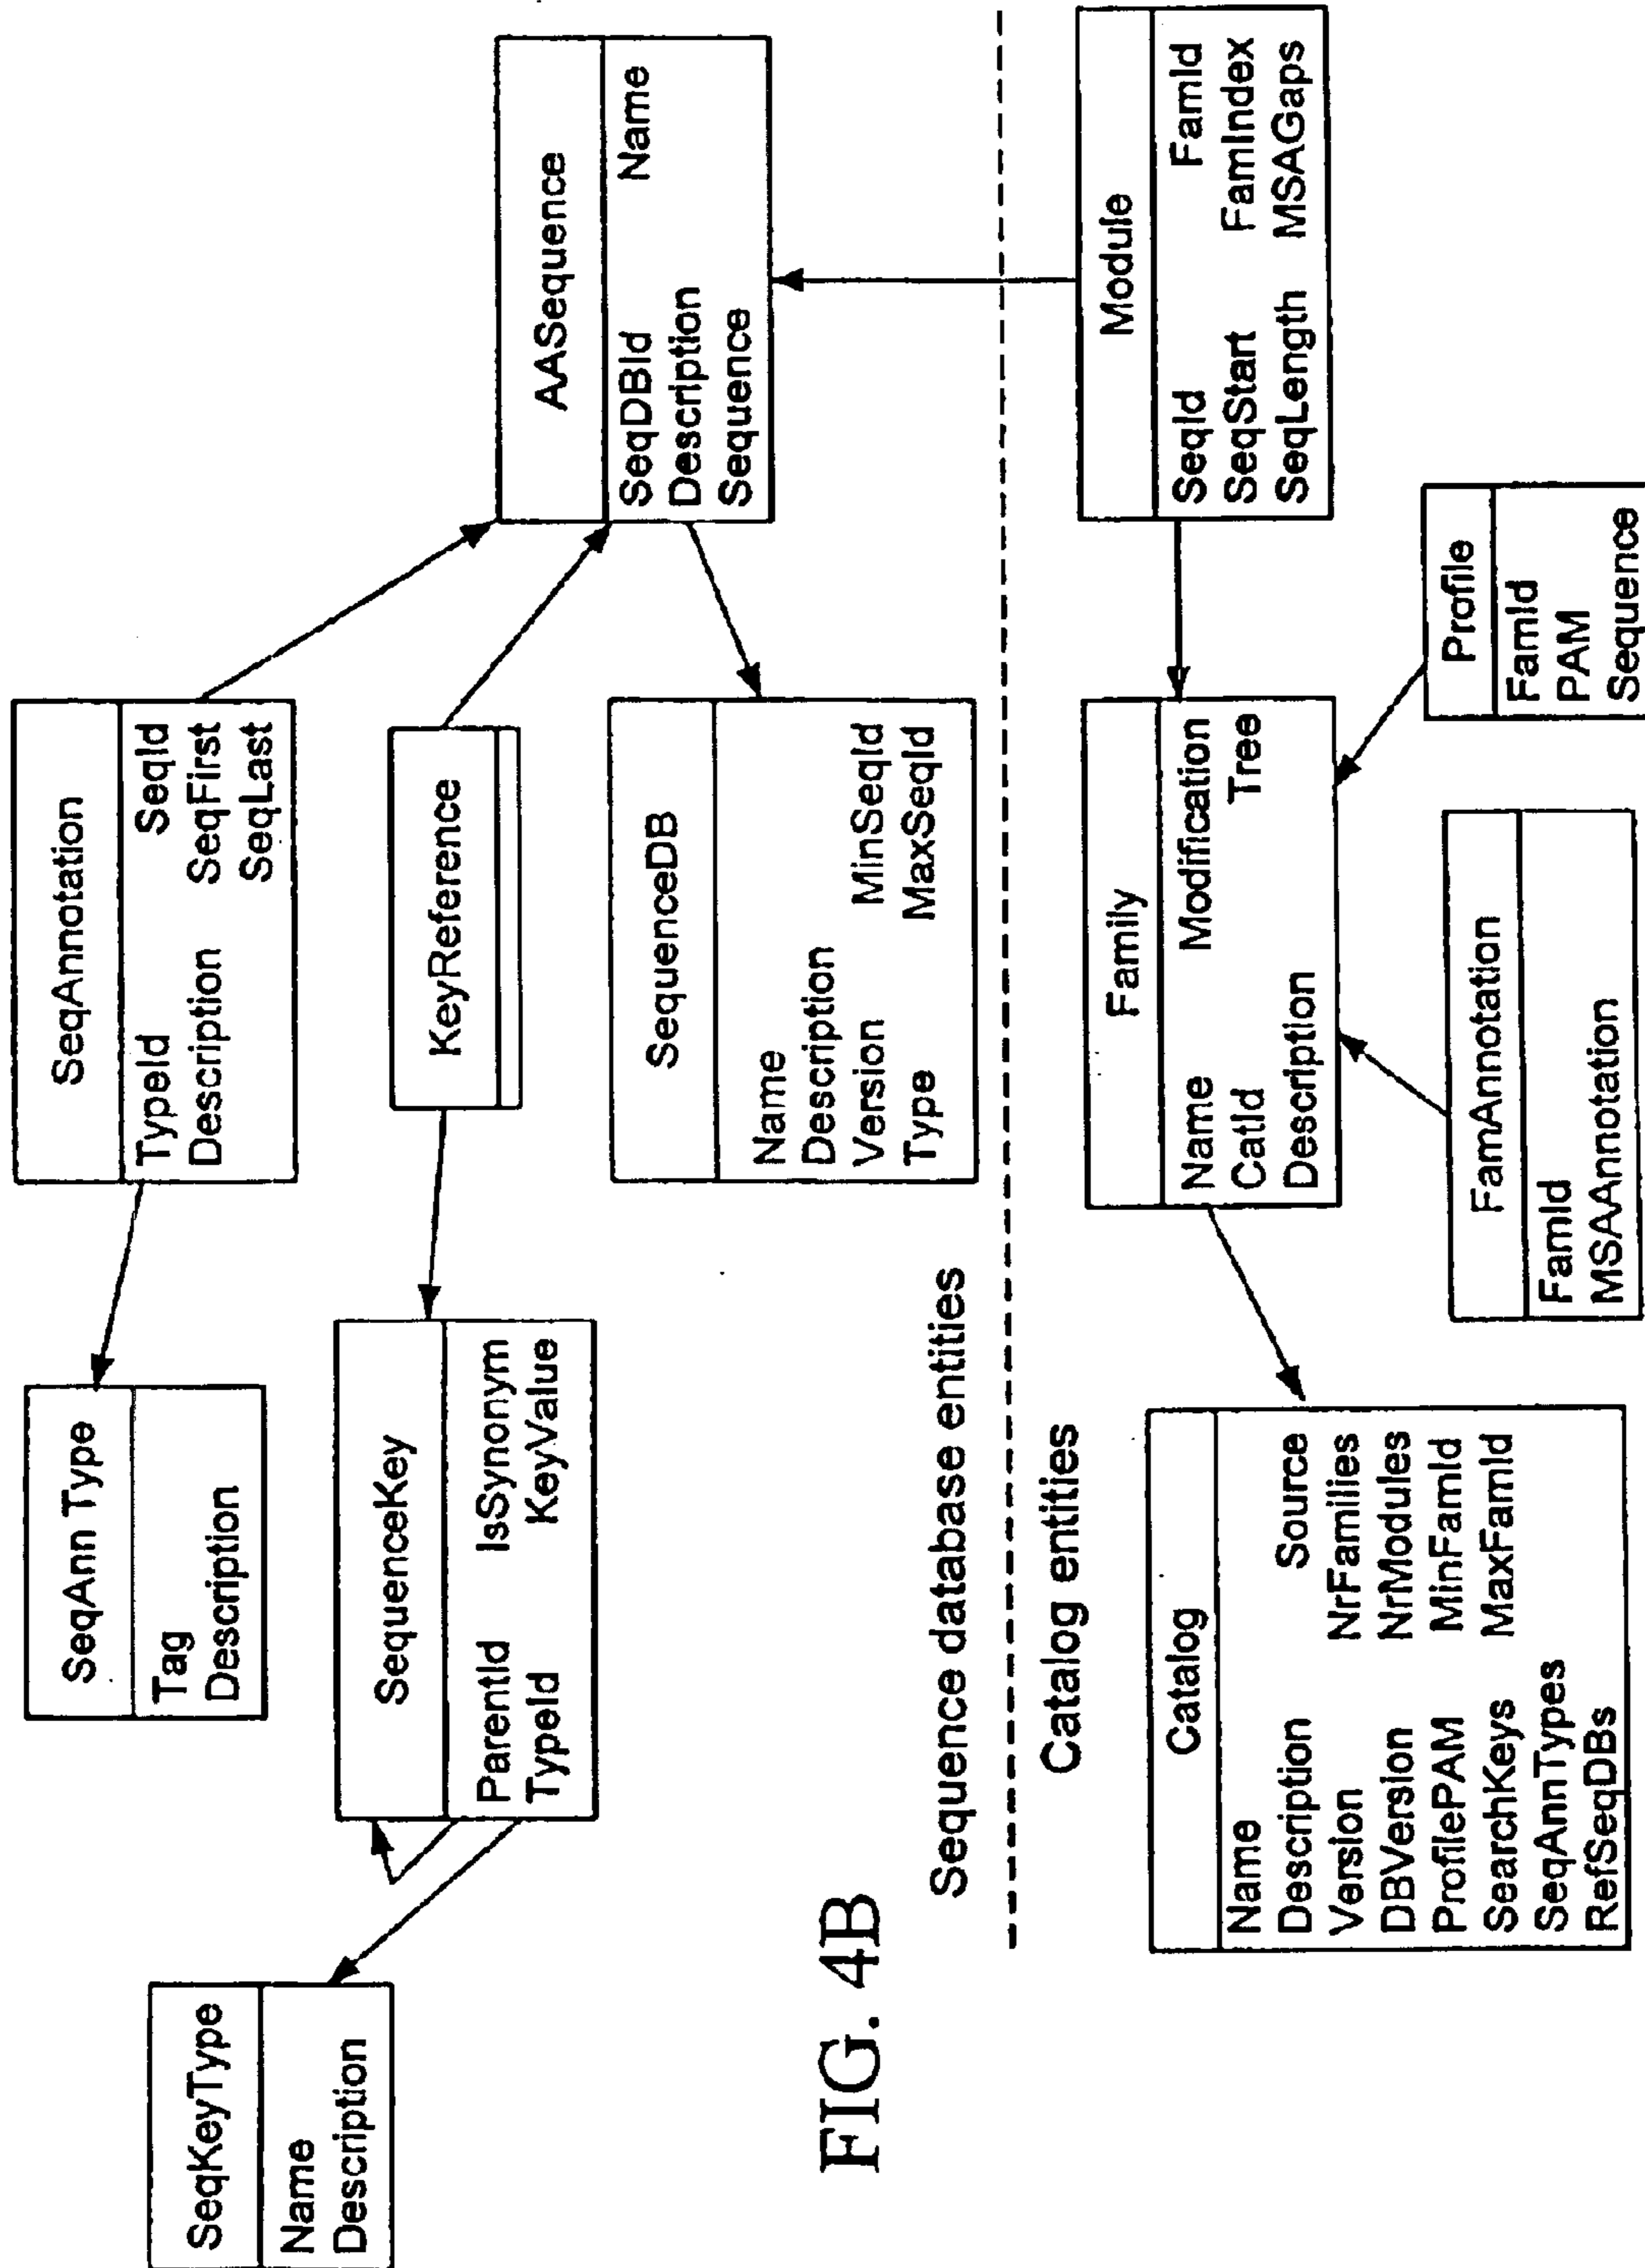 SeqKeyType
Name
Description
SeqAnn Type
Tag
Description
SequenceKey
ParentId IsSynonym
TypeId KeyValue
SeqAnnotation
TypeId SeqId
Description SeqFirst
SeqLast
KeyReference
SequenceDB
Name
Description
Version MinSeqId
Type MaxSeqId
AASequence
SeqDBId Name
Description
Sequence
FIG. 4B
Sequence database entities
Catalog entities
Catalog
Name
Description Source
Version NrFamilies
DBVersion NrModules
ProfilePAM MinFamId
SearchKeys MaxFamId
SeqAnnTypes
RefSeqDBs
Family
Name Modification
CatId Tree
Description
FamAnnotation
FamId
MSAAnnotation
Profile
FamId
PAM
Sequence
Module
SeqId FamId
SeqStart FamIndex
SeqLength MSAGaps